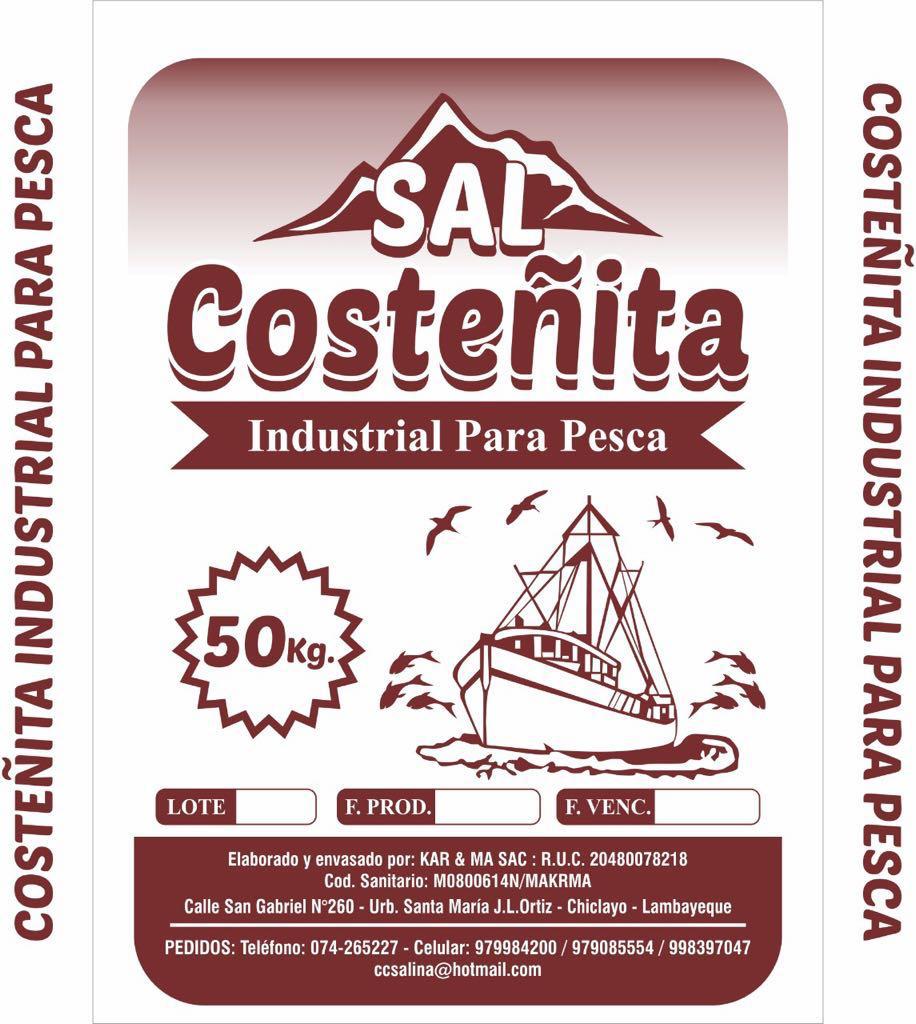 COSTEÑITA INDUSTRIAL PARA PESCA
SAL
Costeñita
Industrial Para Pesca
50Kg.
LOTE
F. PROD.
F. VENC.
Elaborado y envasado por: KAR & MA SAC : R.U.C. 20480078218
Cod. Sanitario: M0800614N/MAKRMA
Calle San Gabriel N°260 - Urb. Santa María J.L.Ortiz - Chiclayo - Lambayeque
PEDIDOS: Teléfono: 074-265227 - Celular: 979984200 / 979085554 / 998397047
ccsalina@hotmail.com
COSTEÑITA INDUSTRIAL PARA PESCA